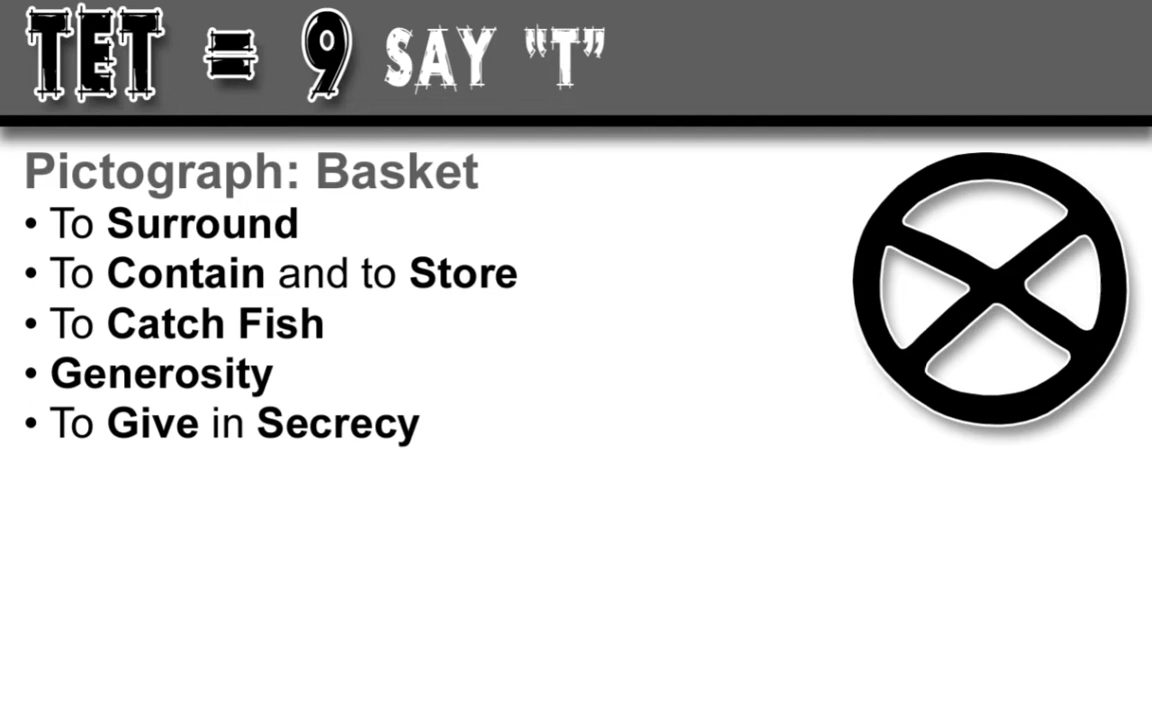 TET = 9 SAY "T"
Pictograph: Basket
• To Surround
• To Contain and to Store
• To Catch Fish
• Generosity
• To Give in Secrecy